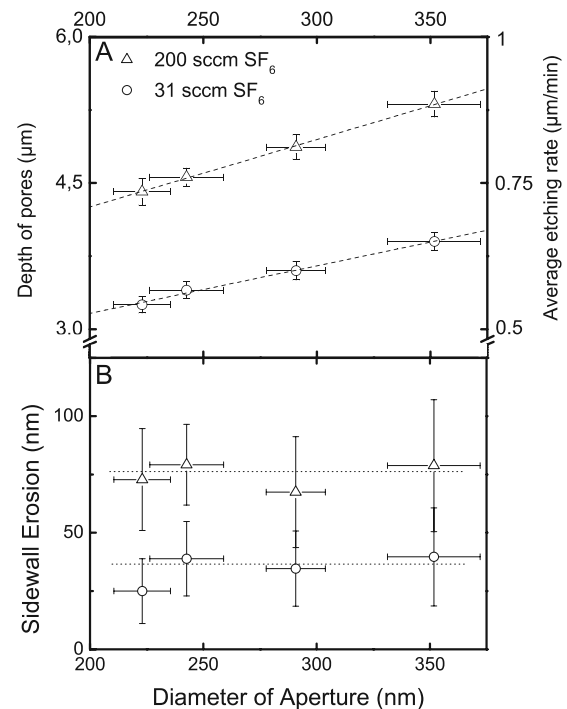 200 250 300 350
6,0 1
A
200 sccm SF6
31 sccm SF6
Depth of pores (µm)
4,5 0.75
Average etching rate (µm/min)
3.0 0.5
B
Sidewall Erosion (nm)
100
50
0
200 250 300 350
Diameter of Aperture (nm)